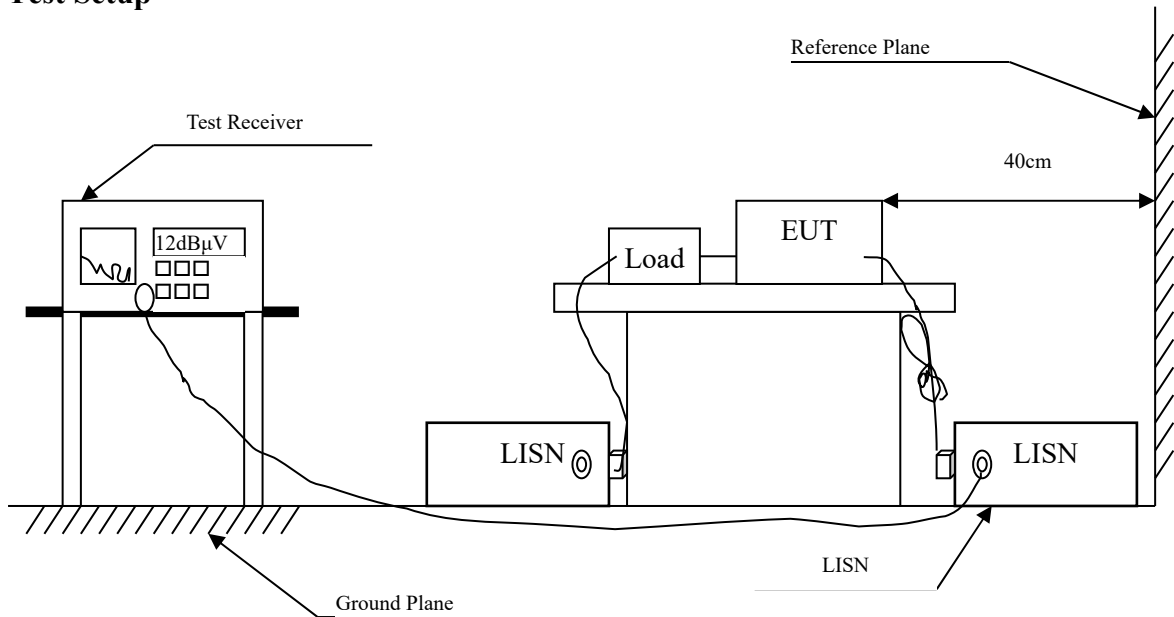 Test Setup
Reference Plane
Test Receiver
40cm
12dBµV
Load
EUT
LISN
LISN
LISN
Ground Plane